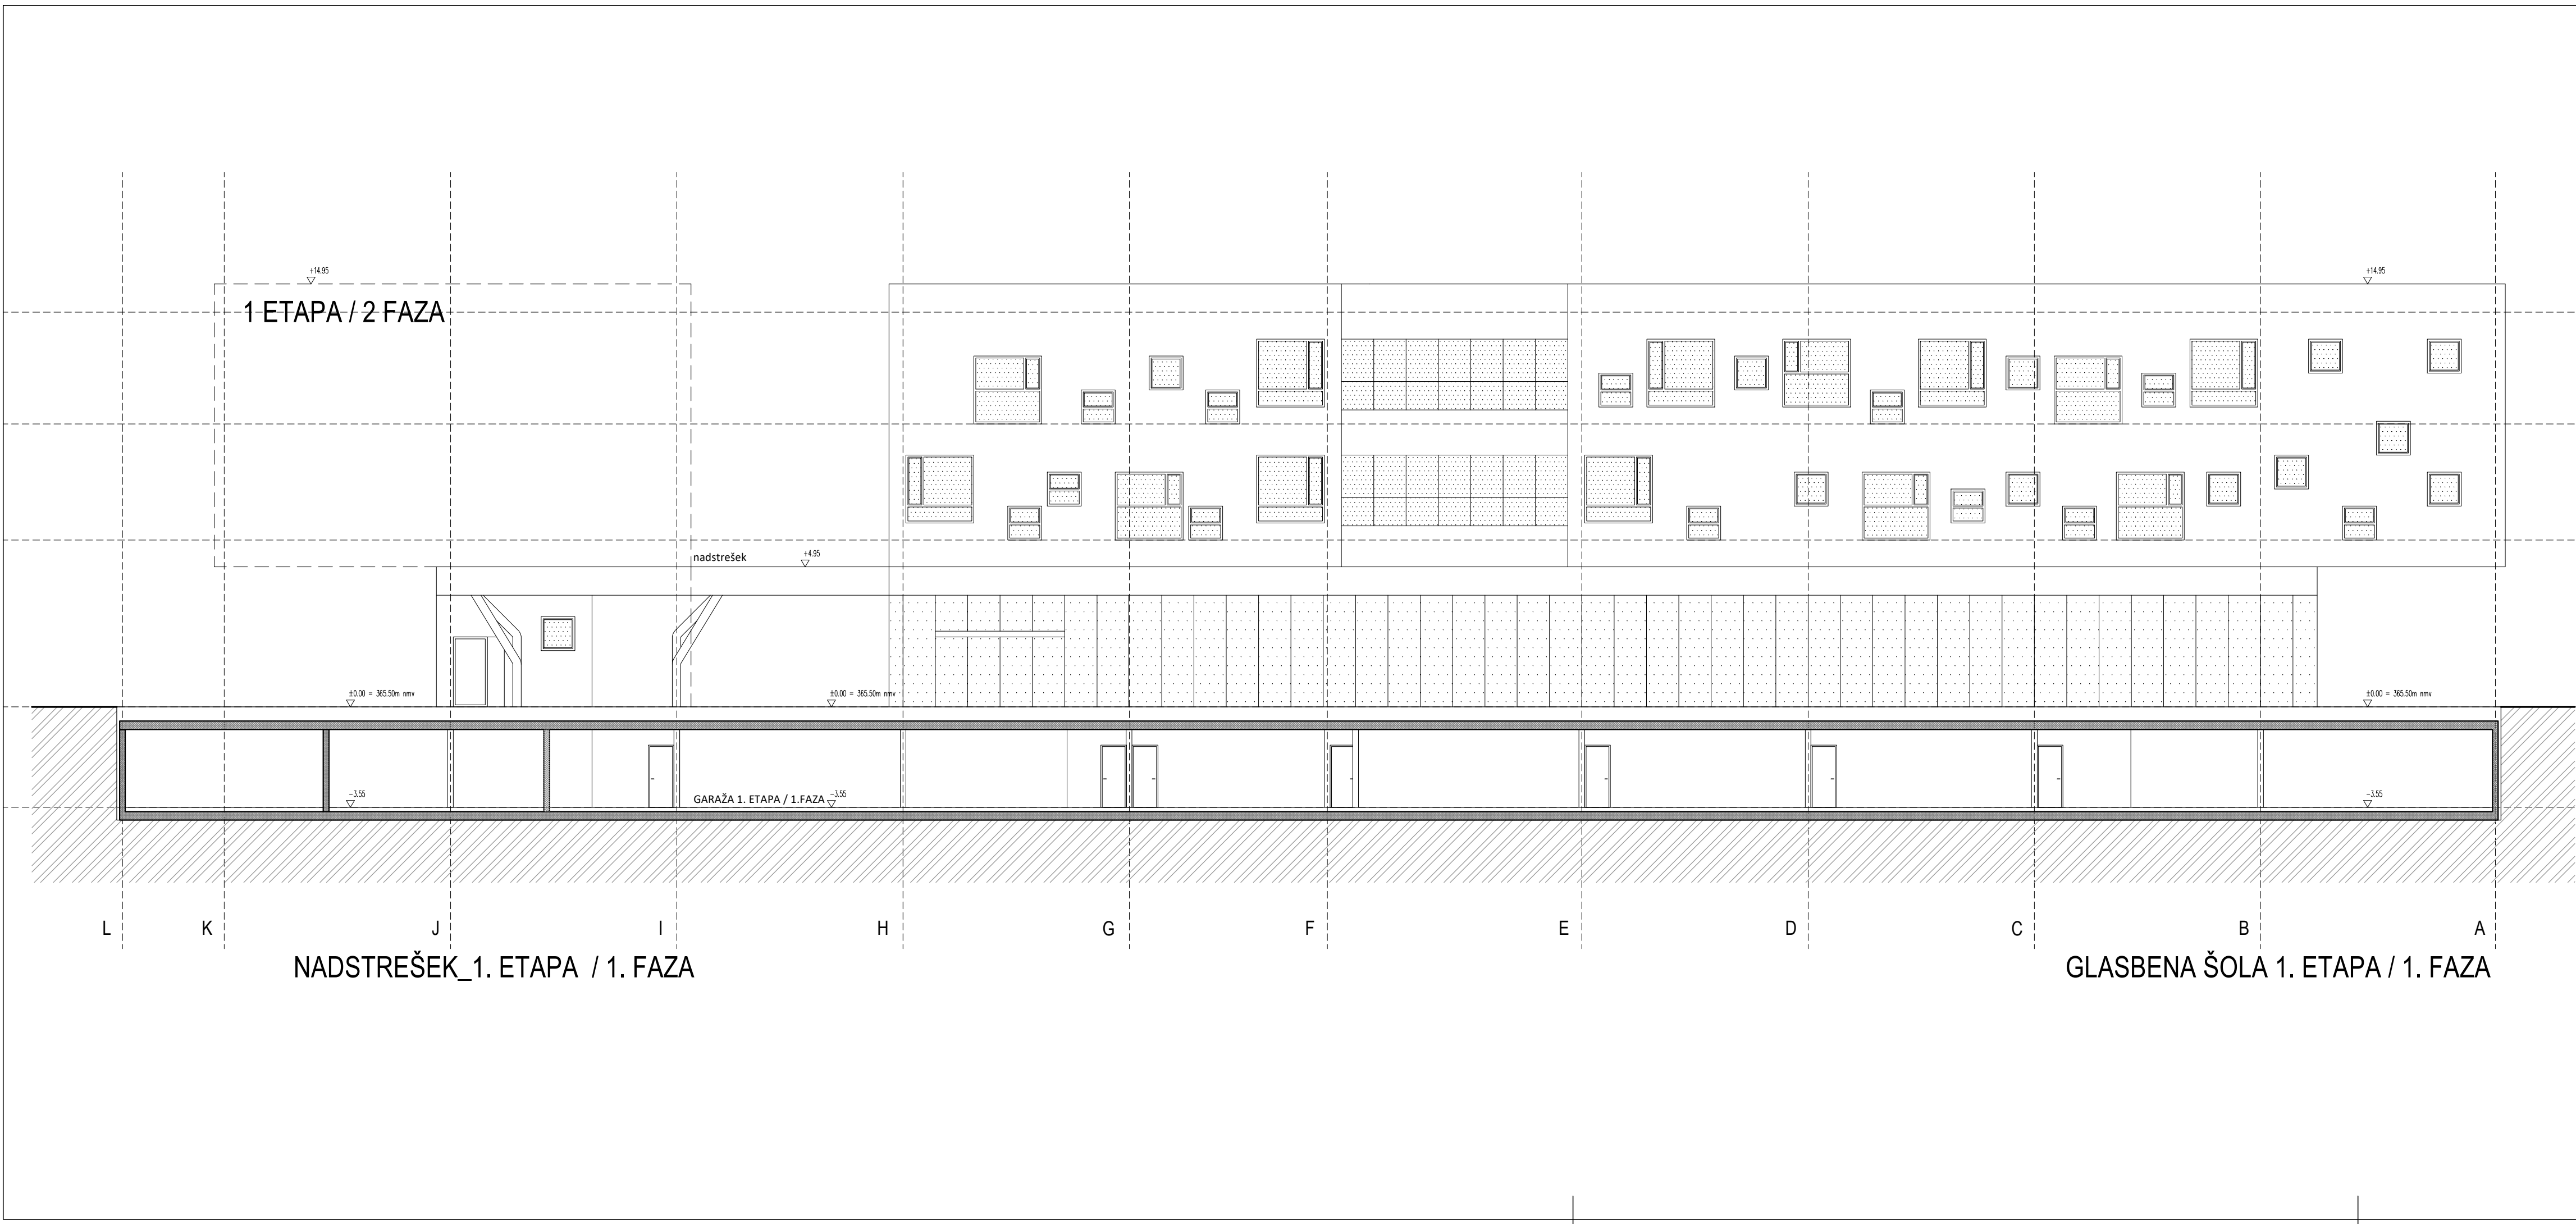 +14.95
+14.95
1 ETAPA / 2 FAZA
nadstrešek
+4.95
±0.00 = 365.50m nmv
±0.00 = 365.50m nmv
±0.00 = 365.50m nmv
-3.55
GARAŽA 1. ETAPA / 1.FAZA
-3.55
-3.55
L K J I H G F E D C B A
NADSTREŠEK_1. ETAPA / 1. FAZA
GLASBENA ŠOLA 1. ETAPA / 1. FAZA